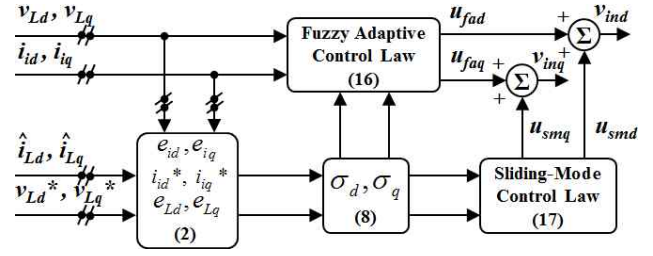 v_Ld, v_Lq
i_id, i_iq
Fuzzy Adaptive
Control Law
(16)
u_fad
u_faq
+
Σ
v_ind
+
+
Σ
v_inq
+
u_smq
u_smd
î_Ld, î_Lq
v_Ld*, v_Lq*
e_id, e_iq
i_id*, i_iq*
e_Ld, e_Lq
(2)
σ_d, σ_q
(8)
Sliding-Mode
Control Law
(17)